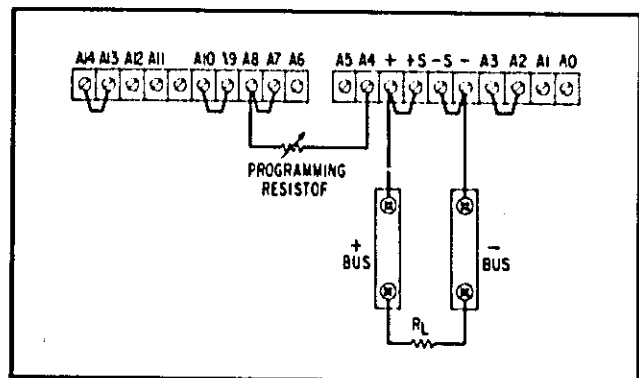 A14 A13 A12 A11 A10 A9 A8 A7 A6 A5 A4 + +S -S - A3 A2 A1 A0
PROGRAMMING
RESISTOF
+
BUS
-
BUS
RL